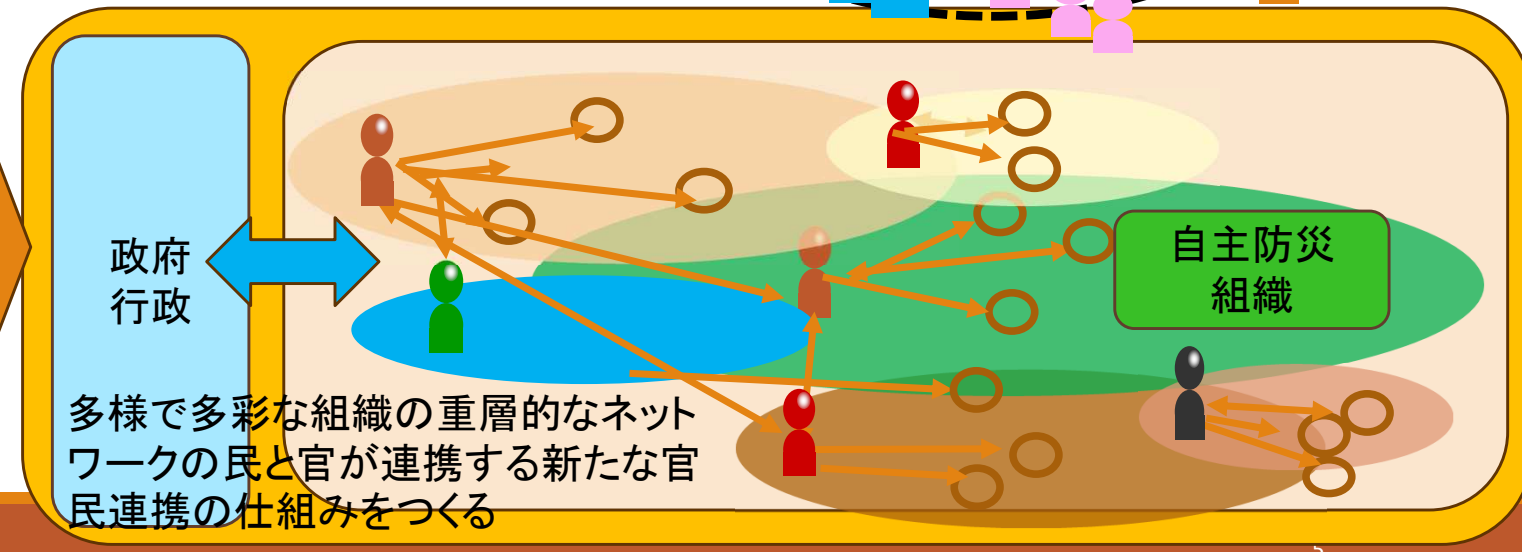 政府
行政
自主防災
組織
多様で多彩な組織の重層的なネット
ワークの民と官が連携する新たな官
民連携の仕組みをつくる